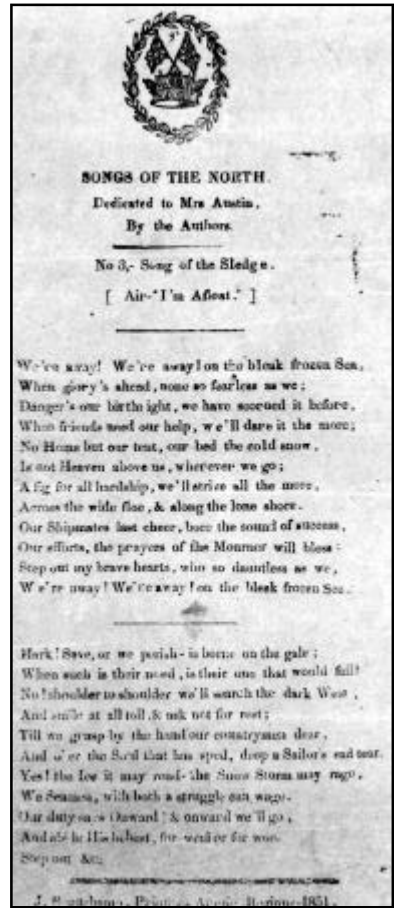 SONGS OF THE NORTH.
Dedicated to Mrs Austin,
By the Authors.
No 3,- Song of the Sledge.
[ Air-"I'm Afloat." ]
We're away! We're away! on the bleak frozen Sea,
When glory's ahead, none so fearless as we;
Danger's our birthright, we have scorned it before,
When friends need our help, we'll dare it the more;
No Home but our tent, our bed the cold snow,
Is not Heaven above us, wherever we go;
A fig for all hardship, we'll strive all the more,
Across the wide floe, & along the lone shore.
Our Shipmates last cheer, bore the sound of success,
Our efforts, the prayers of the will bless:
Step out my brave hearts, who so dauntless as we,
We're away! We're away! on the bleak frozen Sea.
Hark! Save, or we perish- is borne on the gale;
When such is their need, is their one that would fail!
No! shoulder to shoulder we'll search the dark West,
And smile at all toil, & ask not for rest;
Till we grasp by the hand our countrymen dear,
And o'er the that has sped, drop a Sailor's sad tear.
Yes! the Ice it may rend- the Snow Storm may rage,
We Seamen, with both a struggle can wage.
Our duty Onward! & onward we'll go,
And His behest, for weal or for woe.
Step out &c;
1851.